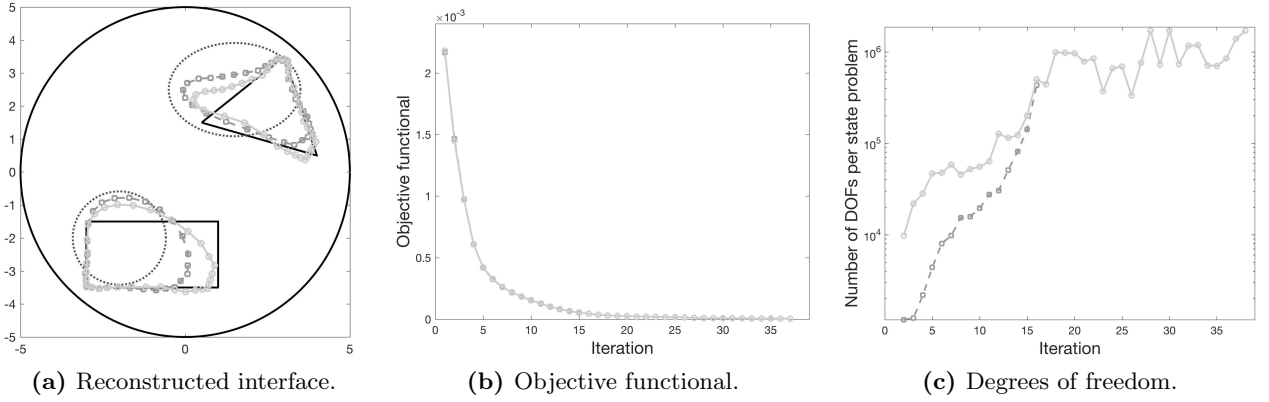 5
4
3
2
1
0
-1
-2
-3
-4
-5
-5 0 5
(a) Reconstructed interface.
×10⁻³
2
1.5
1
0.5
0
Objective functional
0 5 10 15 20 25 30 35
Iteration
(b) Objective functional.
10⁶
10⁵
10⁴
Number of DOFs per state problem
0 5 10 15 20 25 30 35
Iteration
(c) Degrees of freedom.